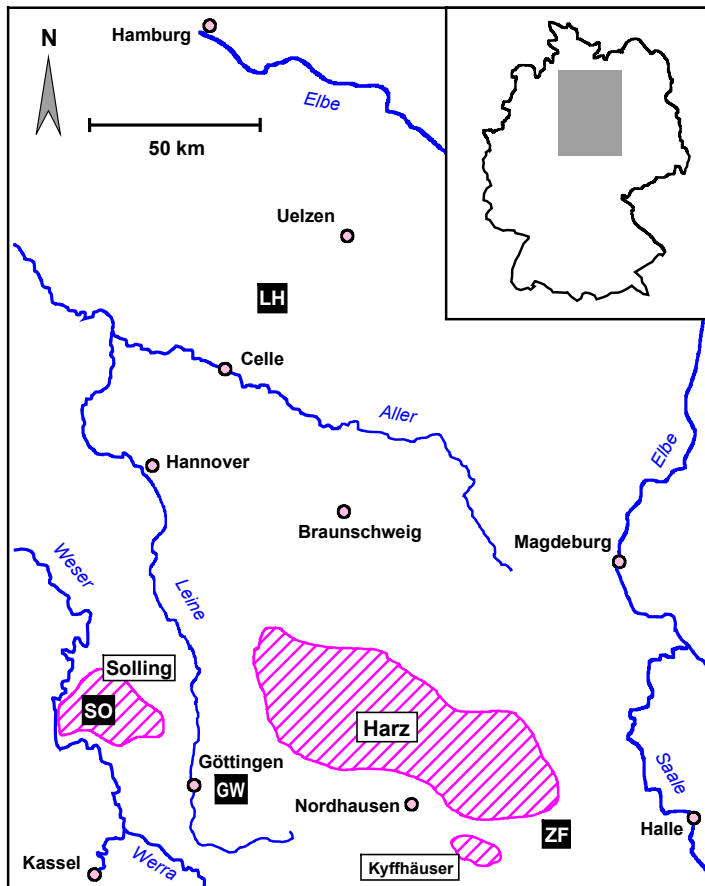 Hamburg
N
Elbe
50 km
Uelzen
LH
Celle
Aller
Elbe
Hannover
Braunschweig
Magdeburg
Weser
Leine
Solling
SO
Harz
Göttingen
GW
Nordhausen
Saale
ZF
Halle
Kyffhäuser
Kassel
Werra